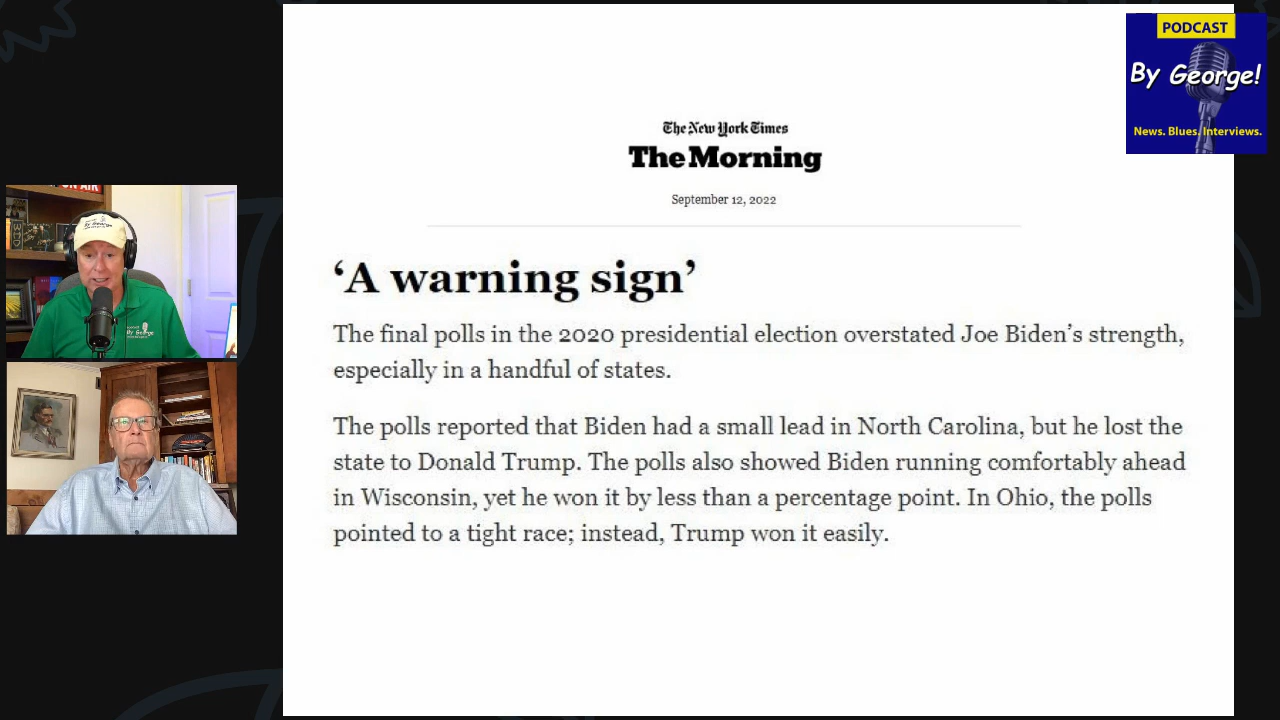 PODCAST
By George!
News. Blues. Interviews.
The New York Times
The Morning
September 12, 2022
‘A warning sign’
The final polls in the 2020 presidential election overstated Joe Biden’s strength,
especially in a handful of states.
The polls reported that Biden had a small lead in North Carolina, but he lost the
state to Donald Trump. The polls also showed Biden running comfortably ahead
in Wisconsin, yet he won it by less than a percentage point. In Ohio, the polls
pointed to a tight race; instead, Trump won it easily.
ON AIR
By George
By George